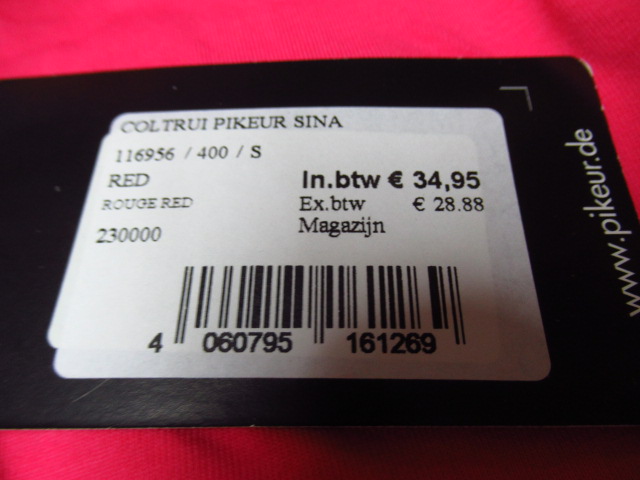 COLTRUI PIKEUR SINA
116956 / 400 / S
RED
In.btw € 34,95
ROUGE RED
Ex.btw € 28.88
230000
Magazijn
4 060795 161269
www.pikeur.de